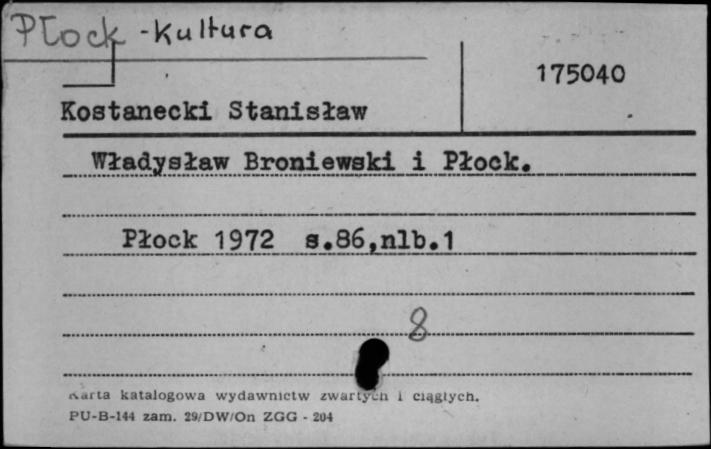 Płock - Kultura
175040
Kostanecki Stanisław
Władysław Broniewski i Płock.
Płock 1972 s.86,nlb.1
8
Karta katalogowa wydawnictw zwartych i ciągłych.
PU-B-144 zam. 29/DW/On ZGG - 204